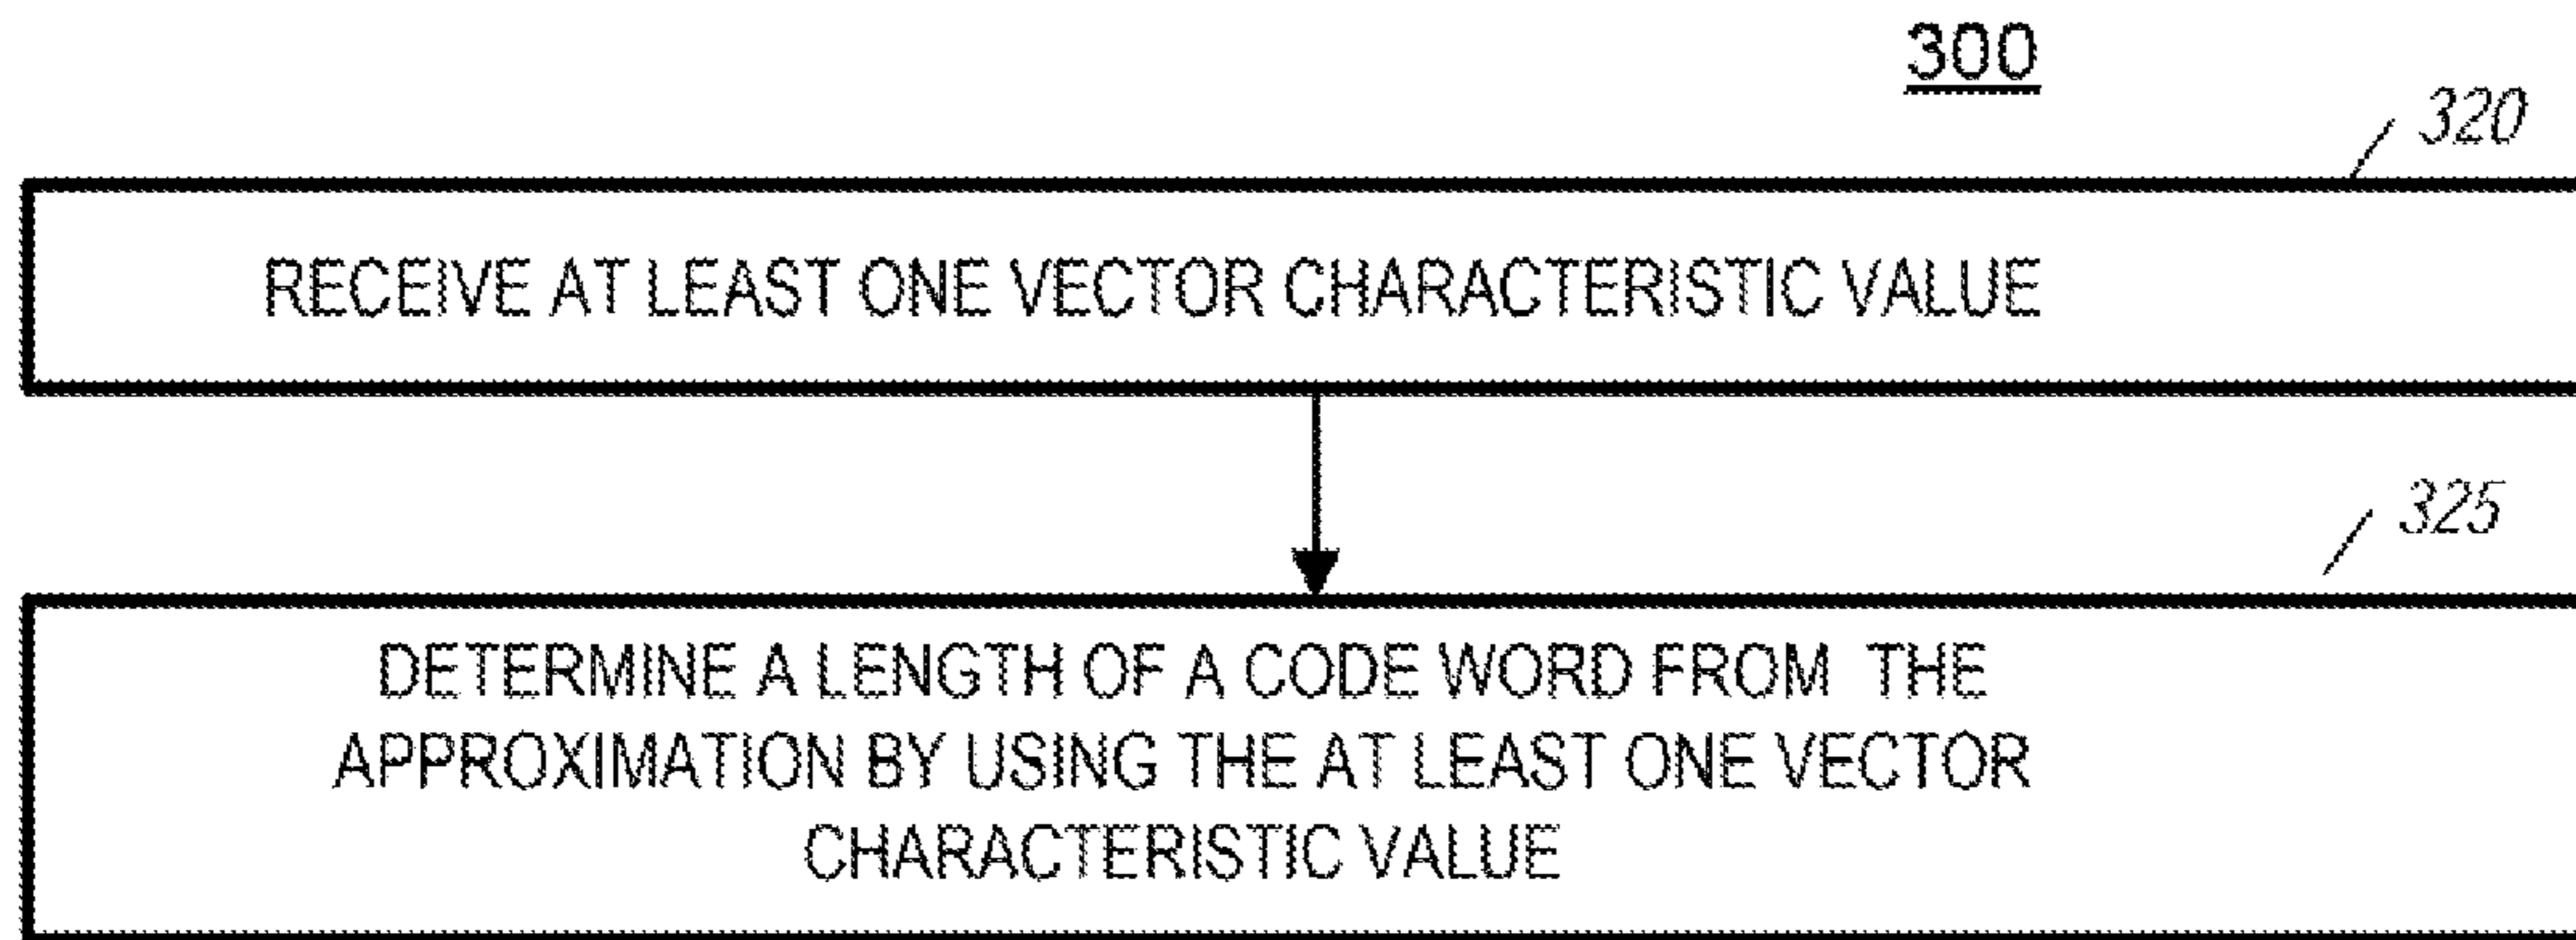 300
320
RECEIVE AT LEAST ONE VECTOR CHARACTERISTIC VALUE
325
DETERMINE A LENGTH OF A CODE WORD FROM THE
APPROXIMATION BY USING THE AT LEAST ONE VECTOR
CHARACTERISTIC VALUE